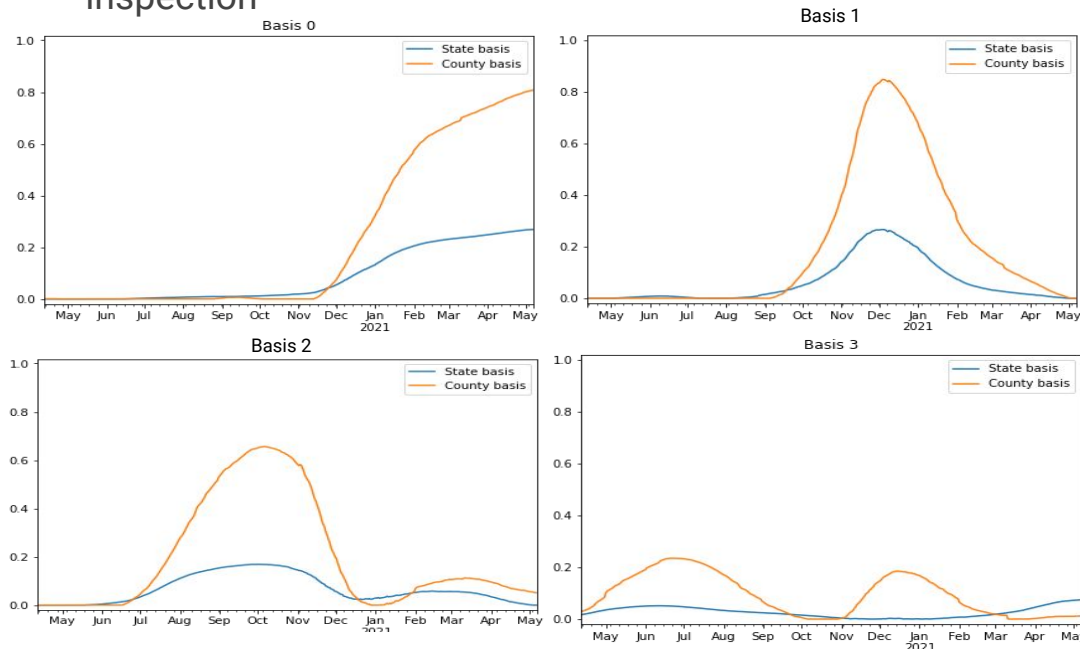 Inspection
Basis 0
1.0
0.8
0.6
0.4
0.2
0.0
State basis
County basis
May Jun Jul Aug Sep Oct Nov Dec Jan Feb Mar Apr May
2021
Basis 1
1.0
0.8
0.6
0.4
0.2
0.0
State basis
County basis
May Jun Jul Aug Sep Oct Nov Dec Jan Feb Mar Apr May
2021
Basis 2
1.0
0.8
0.6
0.4
0.2
0.0
State basis
County basis
May Jun Jul Aug Sep Oct Nov Dec Jan Feb Mar Apr May
2021
Basis 3
1.0
0.8
0.6
0.4
0.2
0.0
State basis
County basis
May Jun Jul Aug Sep Oct Nov Dec Jan Feb Mar Apr May
2021